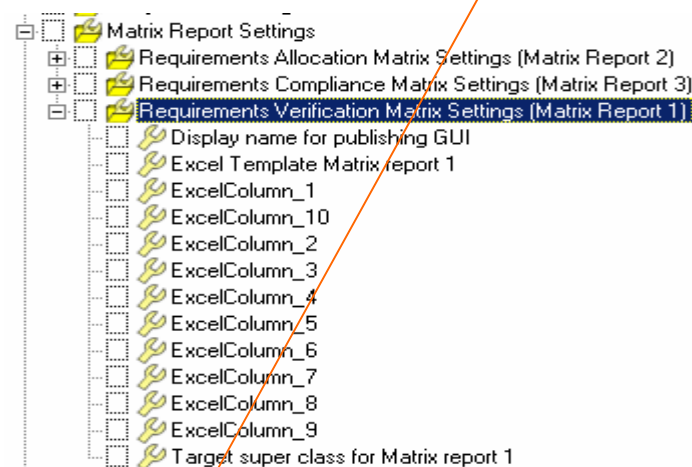 Matrix Report Settings
Requirements Allocation Matrix Settings (Matrix Report 2)
Requirements Compliance Matrix Settings (Matrix Report 3)
Requirements Verification Matrix Settings (Matrix Report 1)
Display name for publishing GUI
Excel Template Matrix report 1
ExcelColumn_1
ExcelColumn_10
ExcelColumn_2
ExcelColumn_3
ExcelColumn_4
ExcelColumn_5
ExcelColumn_6
ExcelColumn_7
ExcelColumn_8
ExcelColumn_9
Target super class for Matrix report 1